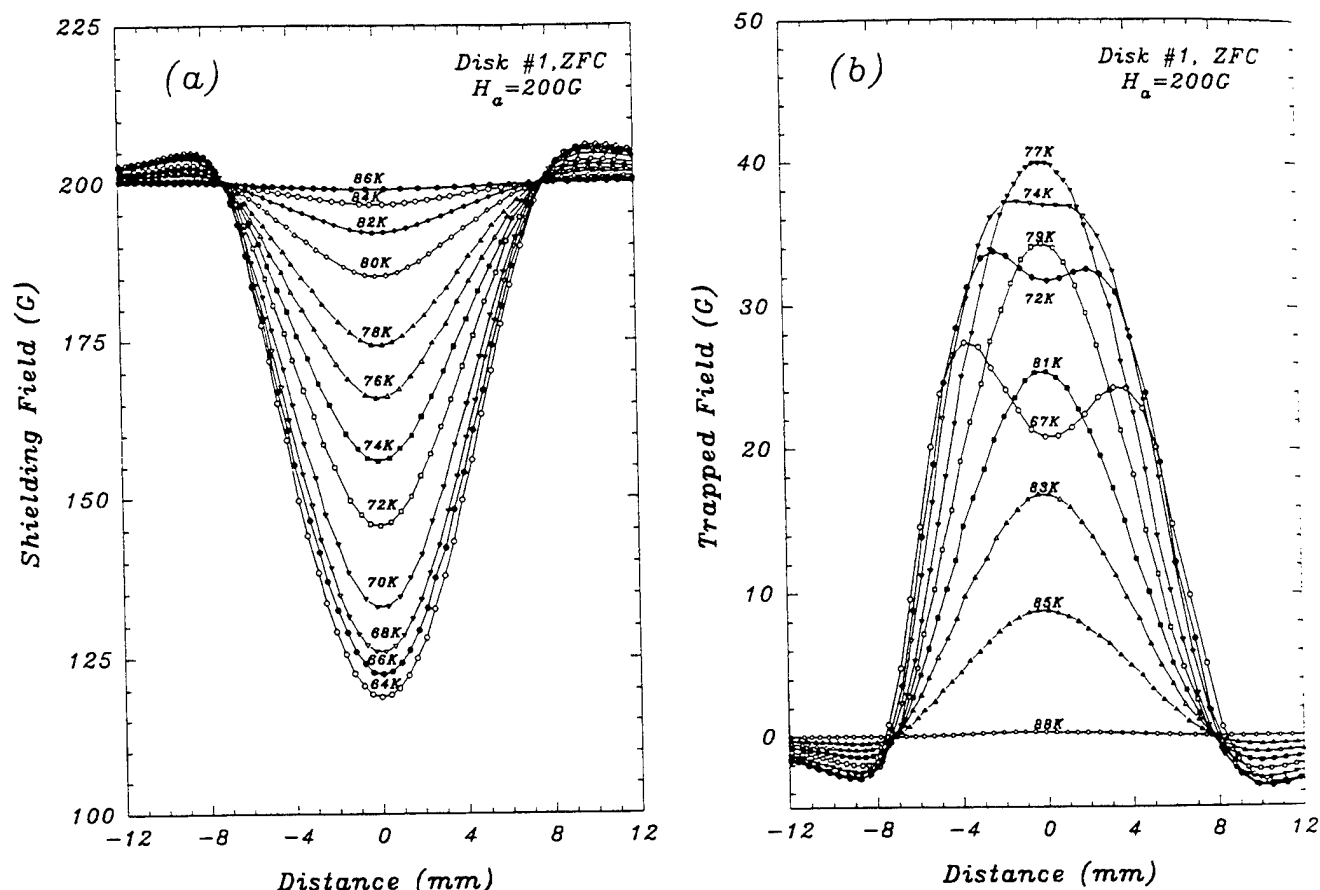 225
200
175
150
125
100
Shielding Field (G)
(a)
Disk #1,ZFC
Hₐ=200G
86K
84K
82K
80K
78K
76K
74K
72K
70K
68K
66K
64K
-12 -8 -4 0 4 8 12
Distance (mm)
50
40
30
20
10
0
Trapped Field (G)
(b)
Disk #1, ZFC
Hₐ=200G
77K
74K
79K
72K
81K
67K
83K
85K
88K
-12 -8 -4 0 4 8 12
Distance (mm)